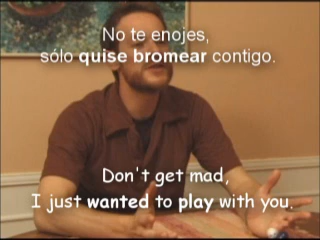 No te enojes,
sólo quise bromear contigo.
Don't get mad,
I just wanted to play with you.